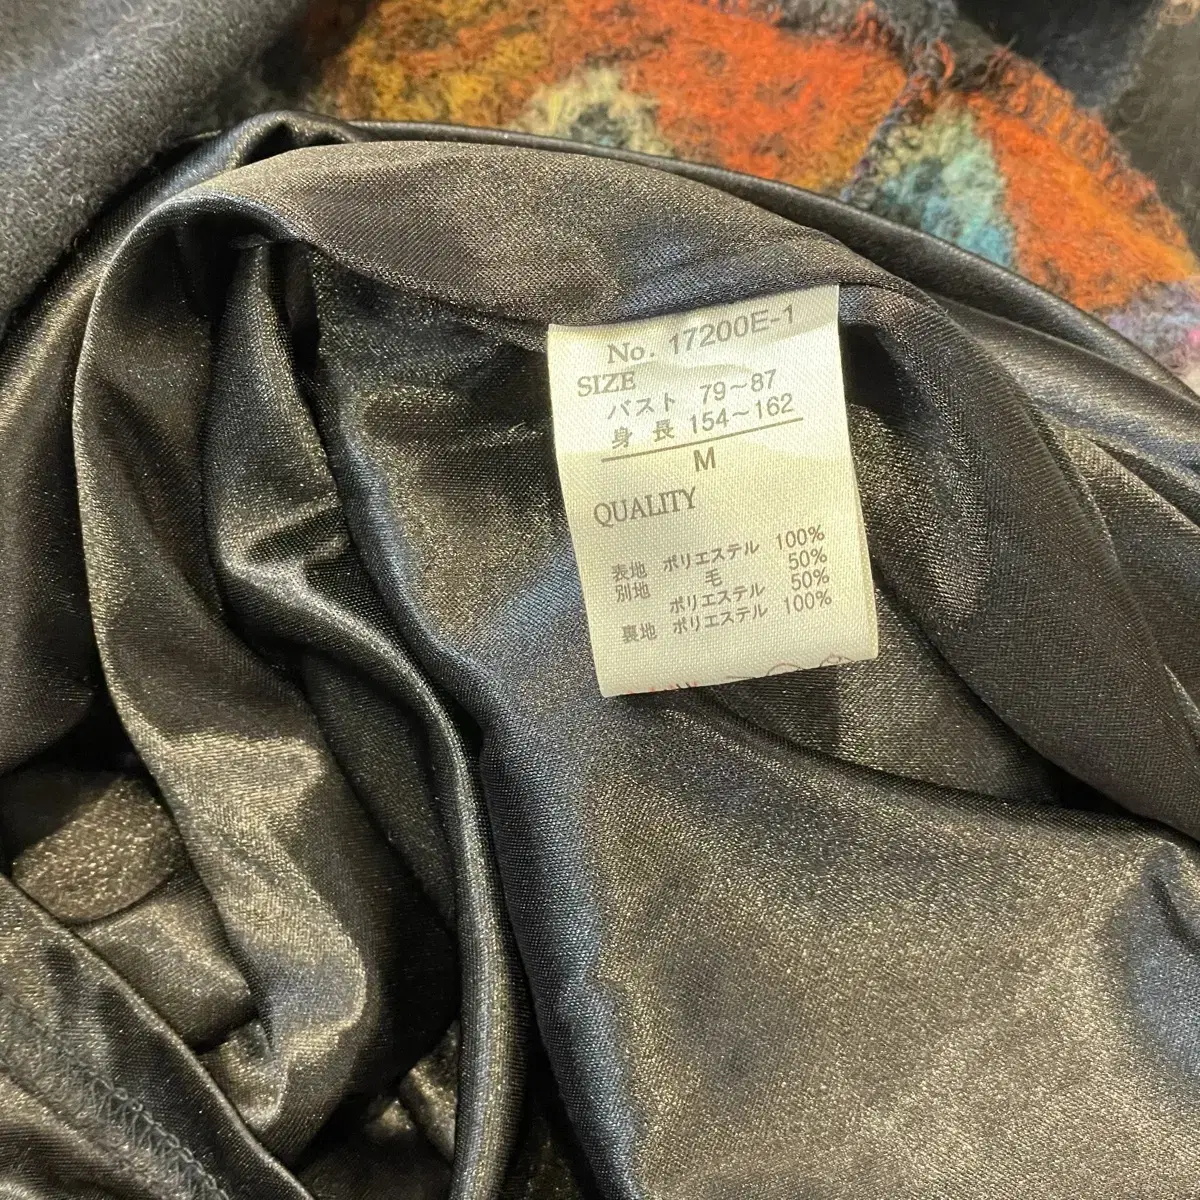 No. 17200E-1
SIZE
バスト 79～87
身長 154～162
M
QUALITY
表地 ポリエステル 100%
別地 毛 50%
ポリエステル 50%
裏地 ポリエステル 100%